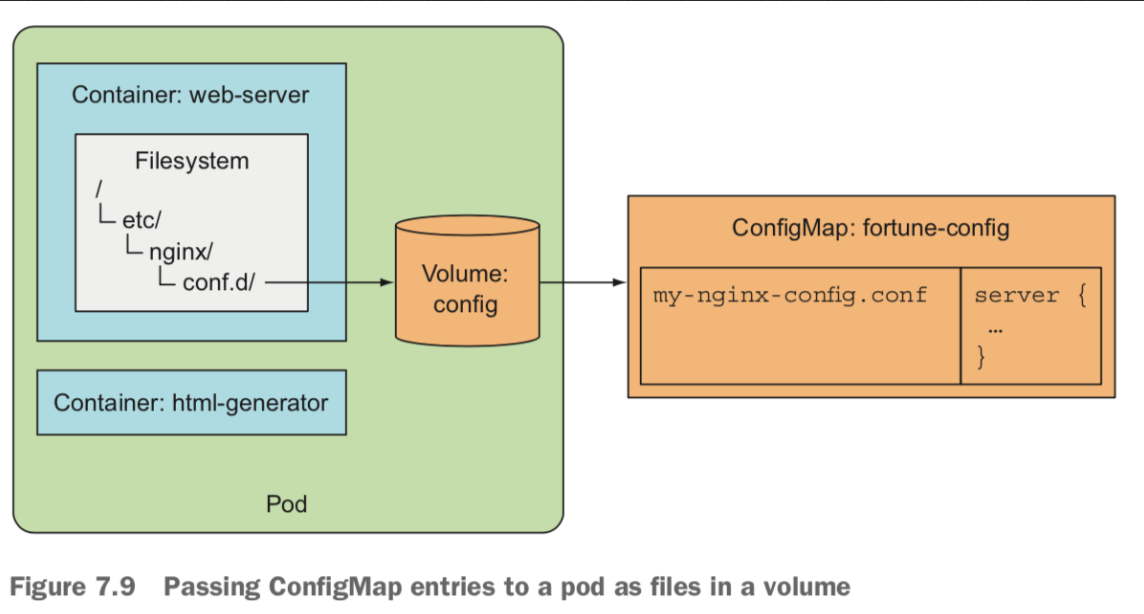 Container: web-server
Filesystem
/
etc/
nginx/
conf.d/
Volume:
config
ConfigMap: fortune-config
my-nginx-config.conf
server {
...
}
Container: html-generator
Pod
Figure 7.9 Passing ConfigMap entries to a pod as files in a volume